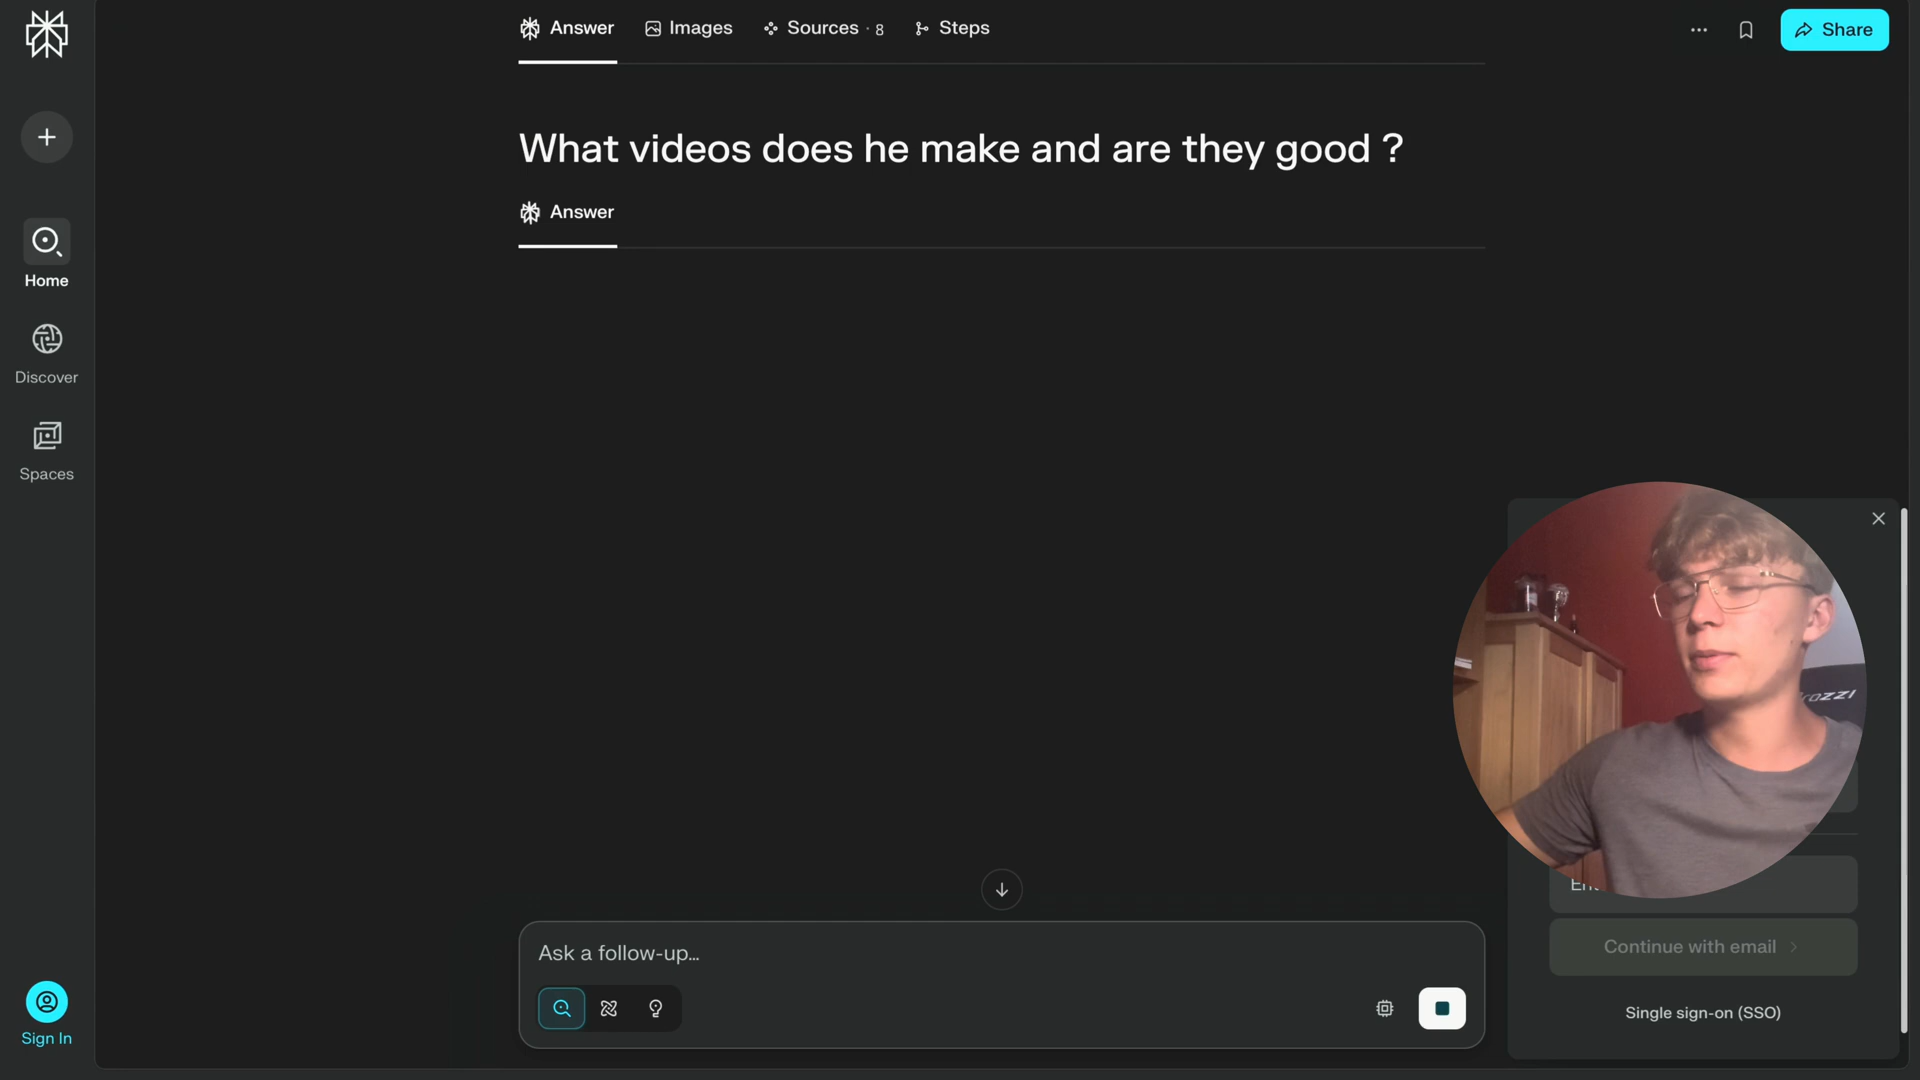 Answer
Images
Sources · 8
Steps
Share
What videos does he make and are they good ?
Answer
Home
Discover
Spaces
Ask a follow-up...
Continue with email
Single sign-on (SSO)
Sign In